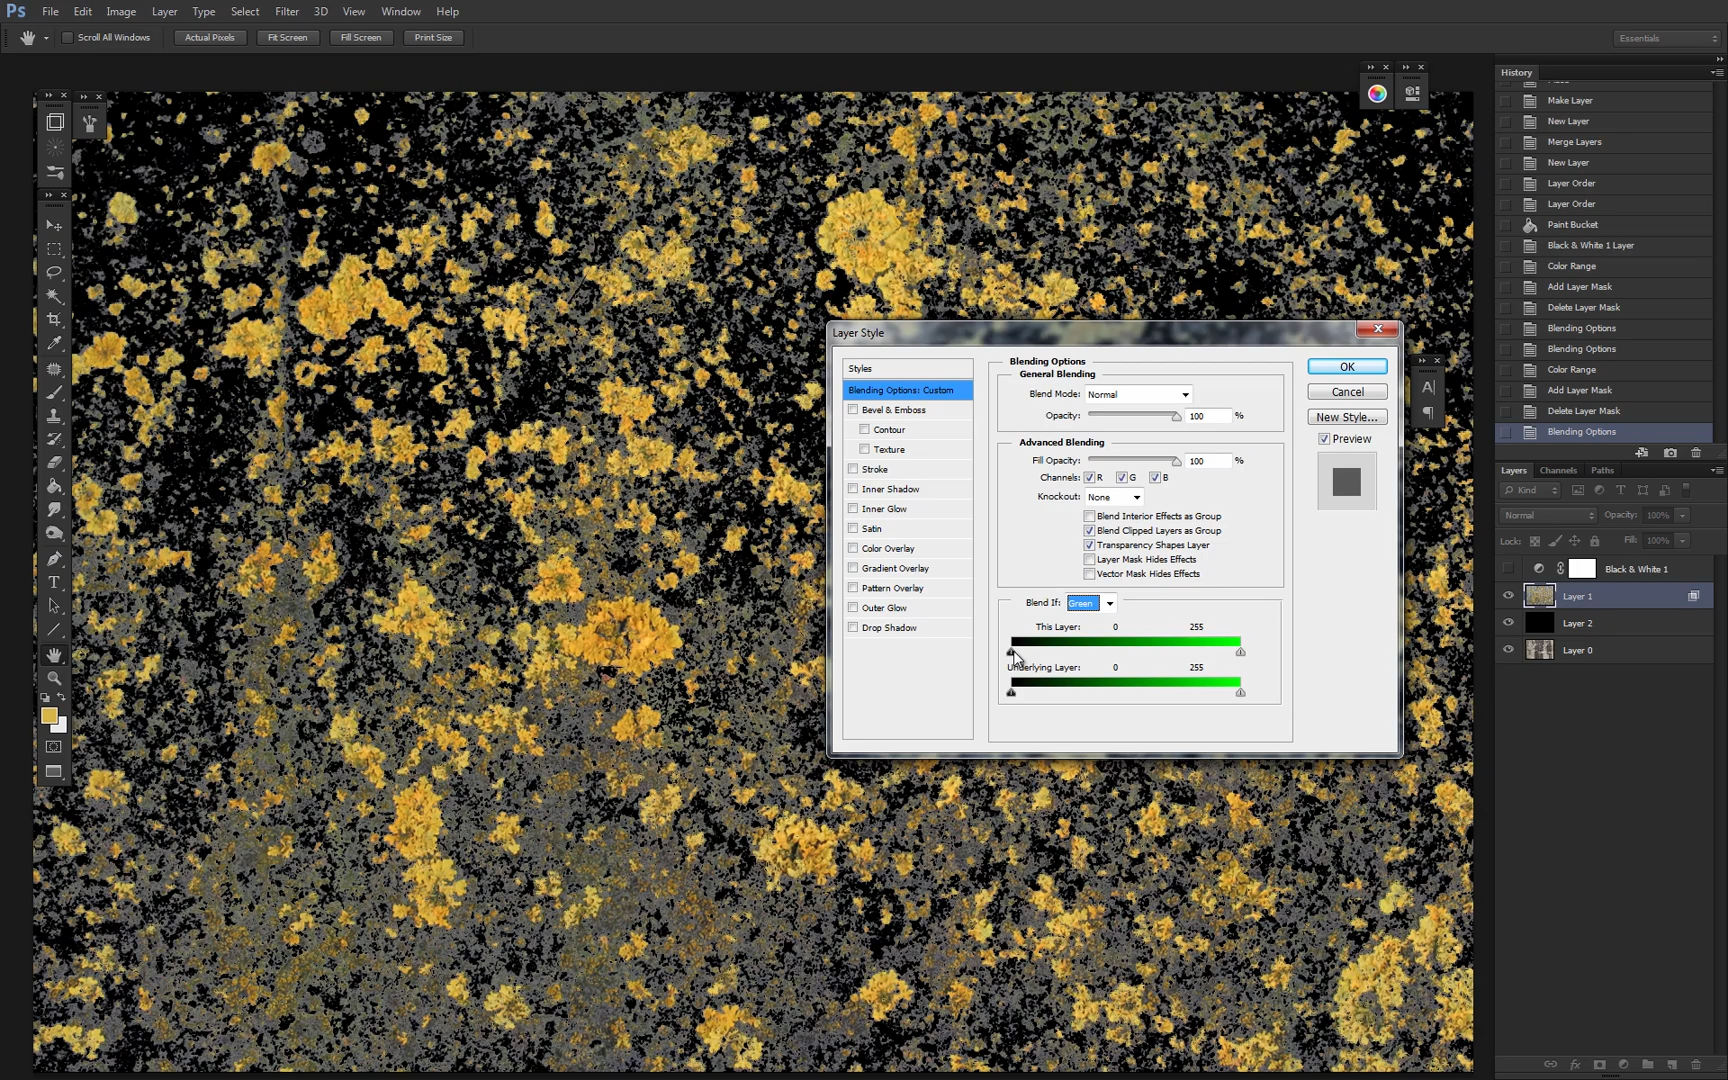 Ps File Edit Image Layer Type Select Filter 3D View Window Help
Scroll All Windows Actual Pixels Fit Screen Fill Screen Print Size Essentials
History
Make Layer
New Layer
Merge Layers
New Layer
Layer Order
Layer Order
Paint Bucket
Black & White 1 Layer
Color Range
Add Layer Mask
Delete Layer Mask
Blending Options
Blending Options
Color Range
Add Layer Mask
Delete Layer Mask
Blending Options
Layer Style
Styles
Blending Options: Custom
Bevel & Emboss
Contour
Texture
Stroke
Inner Shadow
Inner Glow
Satin
Color Overlay
Gradient Overlay
Pattern Overlay
Outer Glow
Drop Shadow
Blending Options
General Blending
Blend Mode: Normal
Opacity: 100 %
Advanced Blending
Fill Opacity: 100 %
Channels: R G B
Knockout: None
Blend Interior Effects as Group
Blend Clipped Layers as Group
Transparency Shapes Layer
Layer Mask Hides Effects
Vector Mask Hides Effects
Blend If: Green
This Layer: 0 255
Underlying Layer: 0 255
OK
Cancel
New Style...
Preview
Layers Channels Paths
Kind
Normal Opacity: 100%
Lock: Fill: 100%
Black & White 1
Layer 1
Layer 2
Layer 0